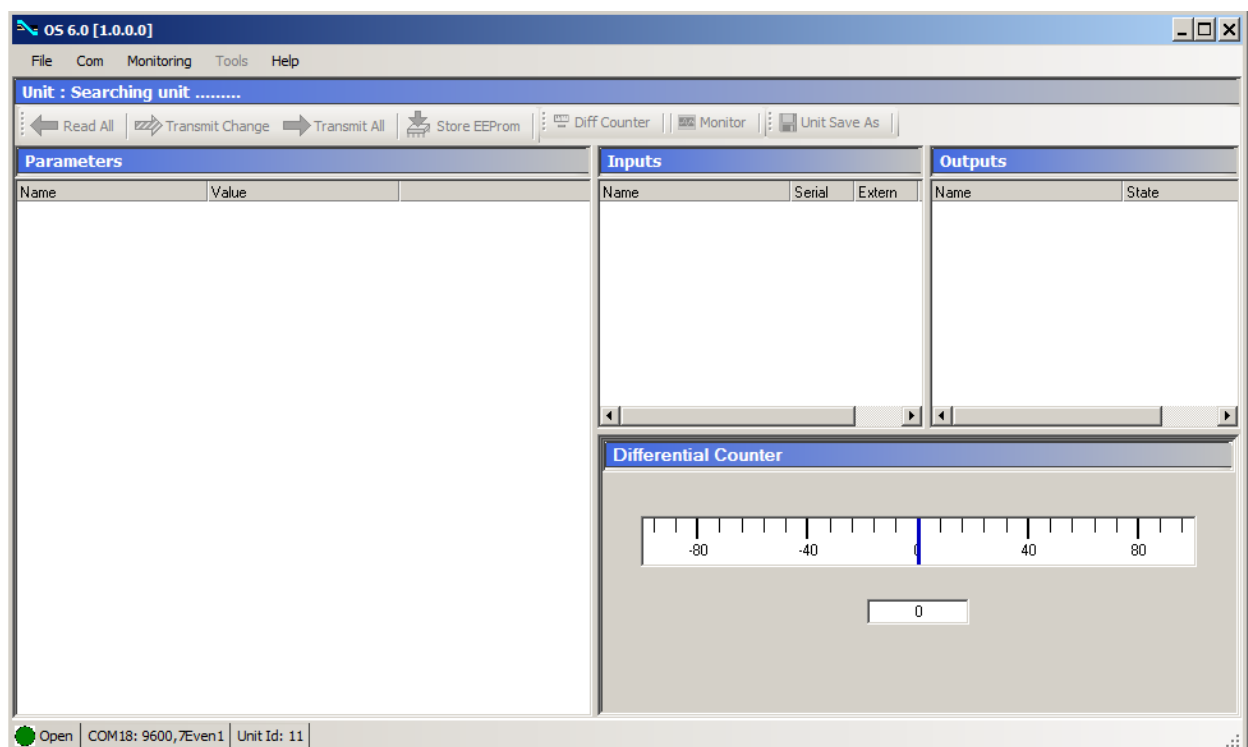 OS 6.0 [1.0.0.0]
File Com Monitoring Tools Help
Unit : Searching unit .........
Read All Transmit Change Transmit All Store EEProm Diff Counter Monitor Unit Save As
Parameters
Name Value
Inputs
Name Serial Extern
Outputs
Name State
Differential Counter
-80 -40 0 40 80
0
Open COM18: 9600,7Even1 Unit Id: 11